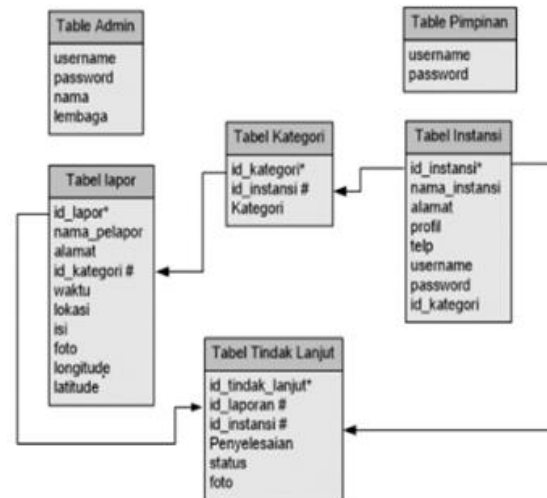 Table Admin
username
password
nama
lembaga
Table Pimpinan
username
password
Tabel Kategori
id_kategori*
id_instansi #
Kategori
Tabel Instansi
id_instansi*
nama_instansi
alamat
profil
telp
username
password
id_kategori
Tabel lapor
id_lapor*
nama_pelapor
alamat
id_kategori #
waktu
lokasi
isi
foto
longitude
latitude
Tabel Tindak Lanjut
id_tindak_lanjut*
id_laporan #
id_instansi #
Penyelesaian
status
foto